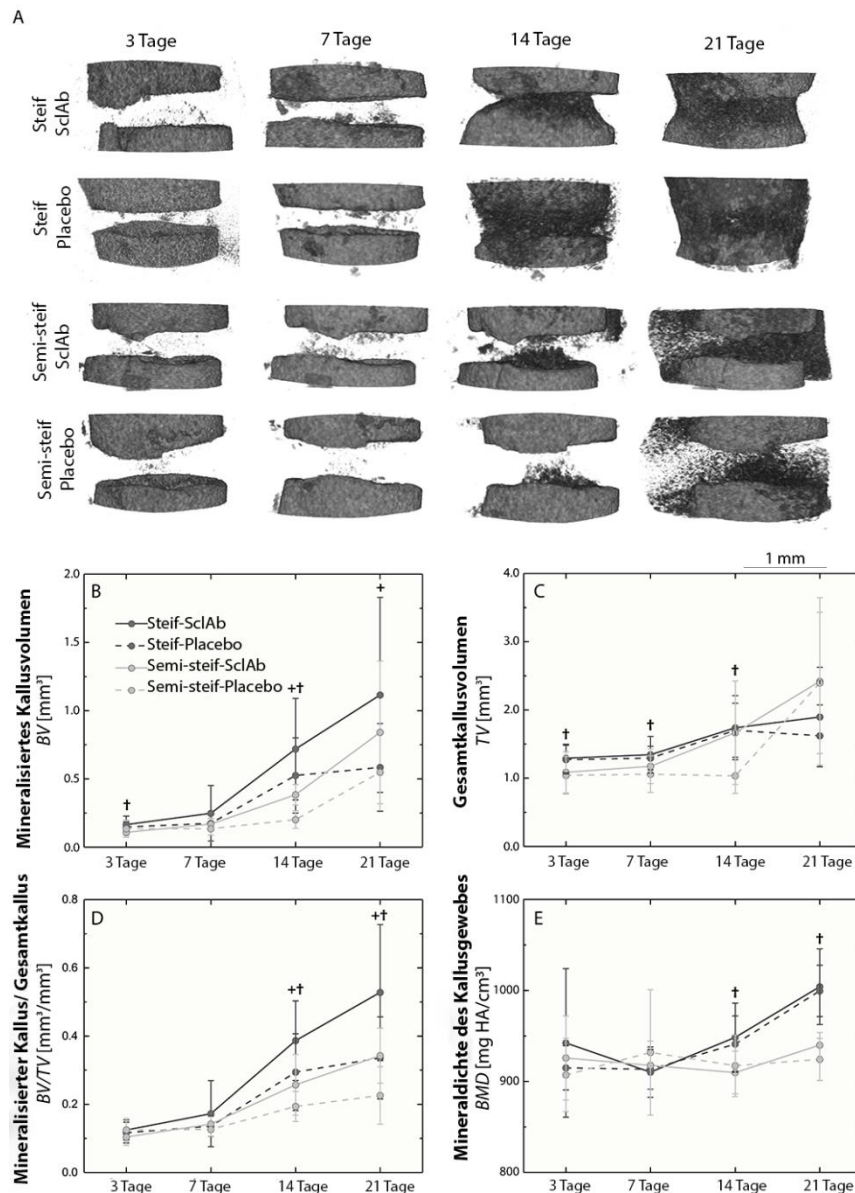 A
3 Tage
7 Tage
14 Tage
21 Tage
Steif
SclAb
Steif
Placebo
Semi-steif
SclAb
Semi-steif
Placebo
1 mm
B
Mineralisiertes Kallusvolumen
BV [mm³]
2.0
1.5
1.0
0.5
0.0
Steif-SclAb
Steif-Placebo
Semi-steif-SclAb
Semi-steif-Placebo
†
+†
+
3 Tage
7 Tage
14 Tage
21 Tage
C
Gesamtkallusvolumen
TV [mm³]
4.0
3.0
2.0
1.0
0.0
†
†
†
3 Tage
7 Tage
14 Tage
21 Tage
D
Mineralisierter Kallus/ Gesamtkallus
BV/TV [mm³/mm³]
0.8
0.6
0.4
0.2
0.0
+†
+†
3 Tage
7 Tage
14 Tage
21 Tage
E
Mineraldichte des Kallusgewebes
BMD [mg HA/cm³]
1100
1000
900
800
†
†
3 Tage
7 Tage
14 Tage
21 Tage